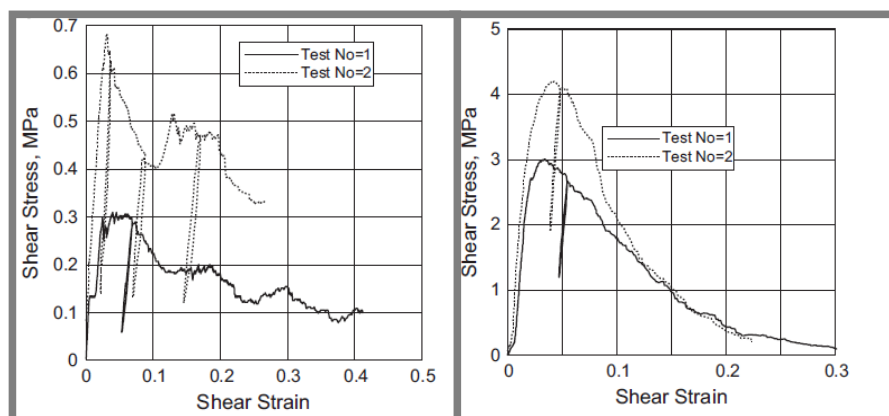 0.7
0.6
0.5
0.4
0.3
0.2
0.1
0
Shear Stress, MPa
Test No=1
Test No=2
0 0.1 0.2 0.3 0.4 0.5
Shear Strain
5
4
3
2
1
0
Shear Stress, MPa
Test No=1
Test No=2
0 0.1 0.2 0.3
Shear Strain